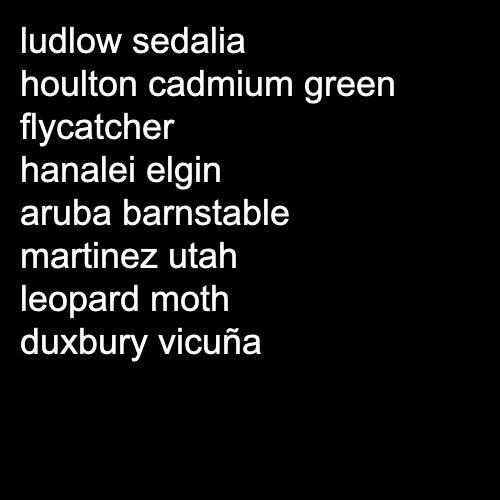 ludlow sedalia
houlton cadmium green
flycatcher
hanalei elgin
aruba barnstable
martinez utah
leopard moth
duxbury vicuña